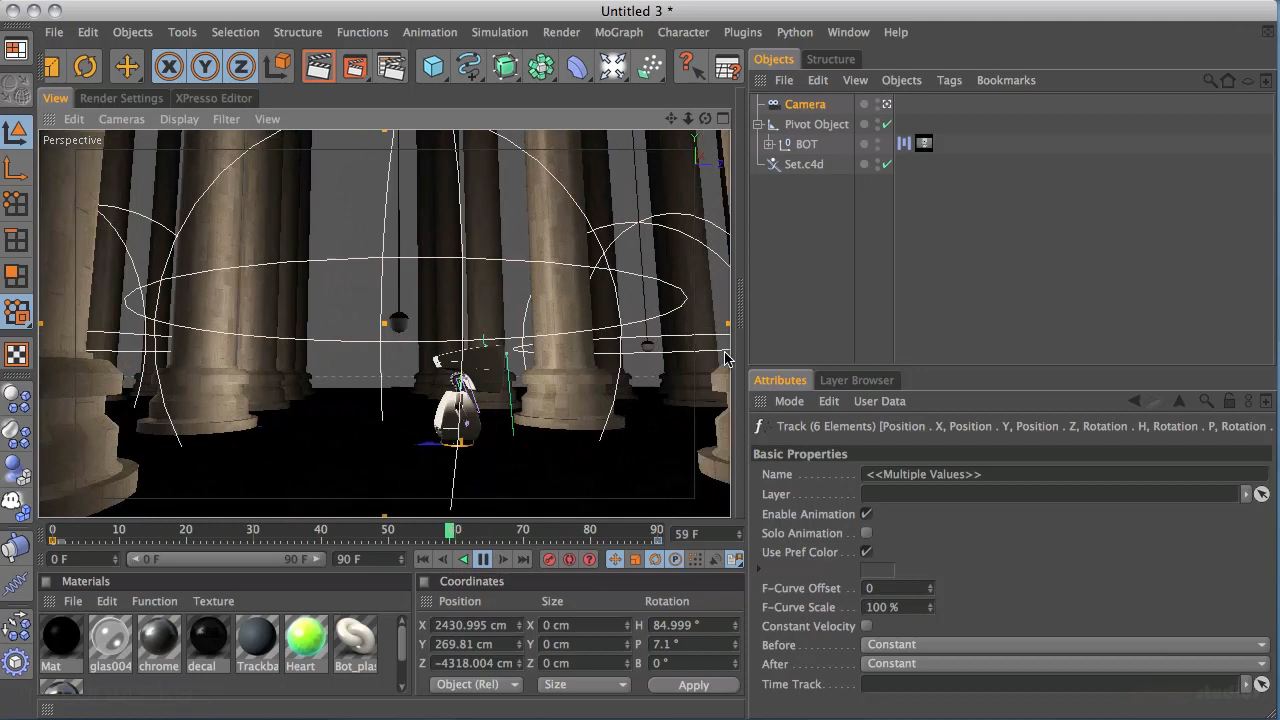 Untitled 3 *
File Edit Objects Tools Selection Structure Functions Animation Simulation Render MoGraph Character Plugins Python Window Help
X Y Z
View Render Settings XPresso Editor
Edit Cameras Display Filter View
Perspective
Y X Z
0 10 20 30 40 50 60 70 80 90 59 F
0 F 0 F 90 F 90 F
Materials
File Edit Function Texture
Mat glas004 chrome decal Trackba Heart Bot_plas
Coordinates
Position Size Rotation
X 2430.995 cm X 0 cm H 84.999 °
Y 269.81 cm Y 0 cm P 7.1 °
Z -4318.004 cm Z 0 cm B 0 °
Object (Rel) Size Apply
Objects Structure
File Edit View Objects Tags Bookmarks
Camera
Pivot Object
BOT
Set.c4d
Attributes Layer Browser
Mode Edit User Data
Track (6 Elements) [Position . X, Position . Y, Position . Z, Rotation . H, Rotation . P, Rotation .
Basic Properties
Name <<Multiple Values>>
Layer
Enable Animation
Solo Animation
Use Pref Color
F-Curve Offset 0
F-Curve Scale 100 %
Constant Velocity
Before Constant
After Constant
Time Track